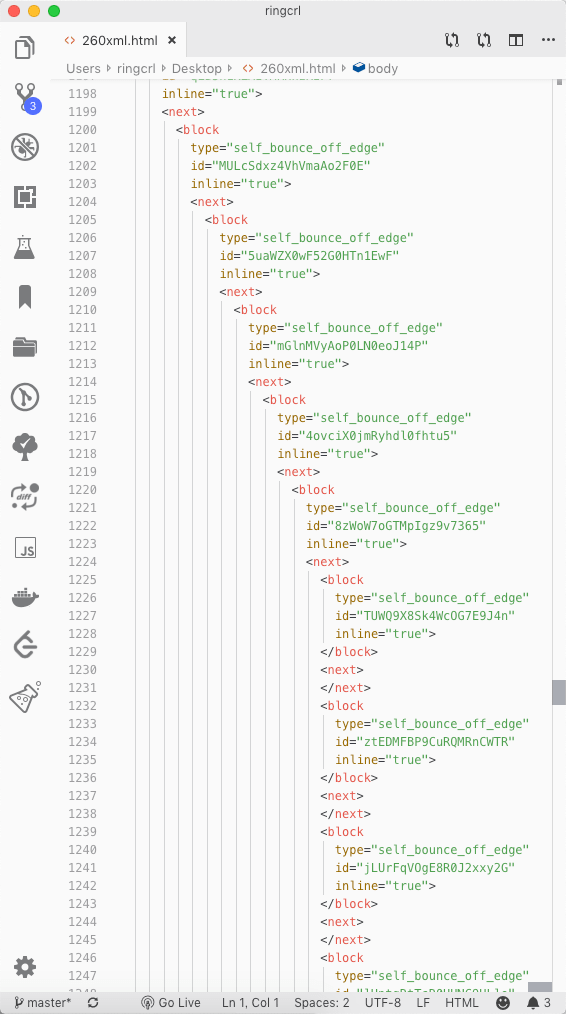 ringcrl
260xml.html
Users > ringcrl > Desktop > 260xml.html > body
1198 inline="true">
1199 <next>
1200 <block
1201 type="self_bounce_off_edge"
1202 id="MULcSdxz4VhVmaAo2F0E"
1203 inline="true">
1204 <next>
1205 <block
1206 type="self_bounce_off_edge"
1207 id="5uaWZX0wF52G0HTn1EwF"
1208 inline="true">
1209 <next>
1210 <block
1211 type="self_bounce_off_edge"
1212 id="mGlnMVyAoP0LN0eoJ14P"
1213 inline="true">
1214 <next>
1215 <block
1216 type="self_bounce_off_edge"
1217 id="4ovciX0jmRyhdl0fhtu5"
1218 inline="true">
1219 <next>
1220 <block
1221 type="self_bounce_off_edge"
1222 id="8zWoW7oGTMpIgz9v7365"
1223 inline="true">
1224 <next>
1225 <block
1226 type="self_bounce_off_edge"
1227 id="TUWQ9X8Sk4WcOG7E9J4n"
1228 inline="true">
1229 </block>
1230 <next>
1231 </next>
1232 <block
1233 type="self_bounce_off_edge"
1234 id="ztEDMFBP9CuRQMRnCWTR"
1235 inline="true">
1236 </block>
1237 <next>
1238 </next>
1239 <block
1240 type="self_bounce_off_edge"
1241 id="jLUrFqVOgE8R0J2xxy2G"
1242 inline="true">
1243 </block>
1244 <next>
1245 </next>
1246 <block
1247 type="self_bounce_off_edge"
3
diff
JS
master* Go Live Ln 1, Col 1 Spaces: 2 UTF-8 LF HTML 3